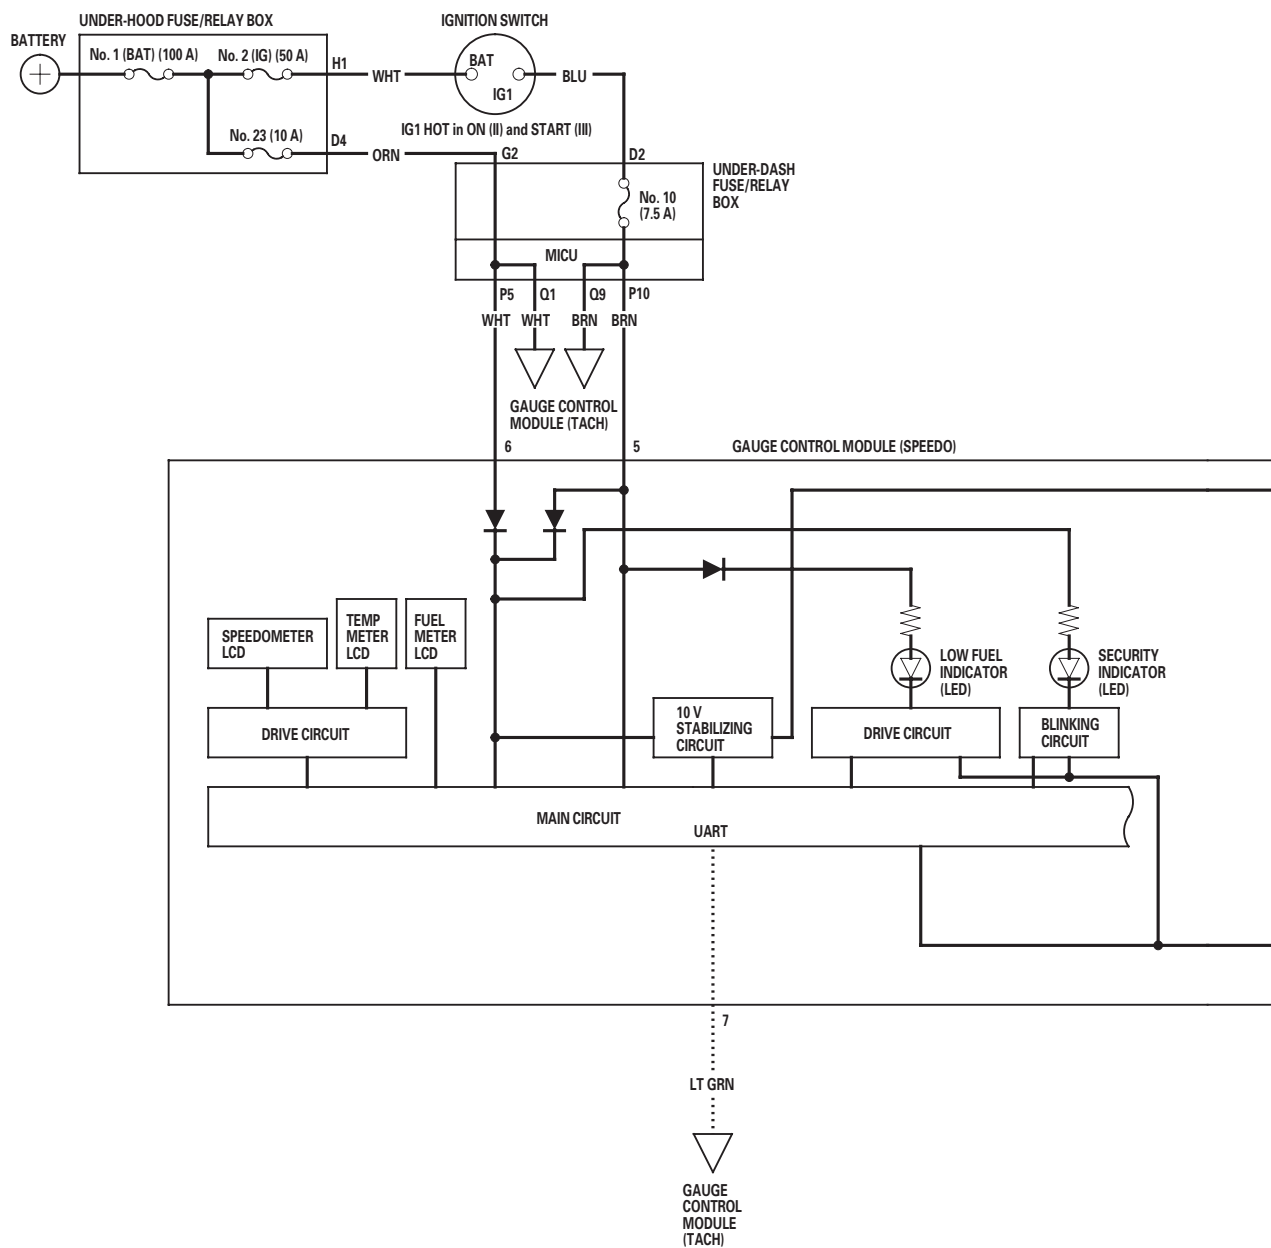 UNDER-HOOD FUSE/RELAY BOX
IGNITION SWITCH
BATTERY
No. 1 (BAT) (100 A)
No. 2 (IG) (50 A)
H1
WHT
BAT
IG1
BLU
IG1 HOT in ON (II) and START (III)
No. 23 (10 A)
D4
ORN
G2
D2
UNDER-DASH
FUSE/RELAY
BOX
No. 10
(7.5 A)
MICU
P5
Q1
Q9
P10
WHT
WHT
BRN
BRN
GAUGE CONTROL
MODULE (TACH)
6
5
GAUGE CONTROL MODULE (SPEEDO)
SPEEDOMETER
LCD
TEMP
METER
LCD
FUEL
METER
LCD
LOW FUEL
INDICATOR
(LED)
SECURITY
INDICATOR
(LED)
DRIVE CIRCUIT
10 V
STABILIZING
CIRCUIT
DRIVE CIRCUIT
BLINKING
CIRCUIT
MAIN CIRCUIT
UART
7
LT GRN
GAUGE
CONTROL
MODULE
(TACH)